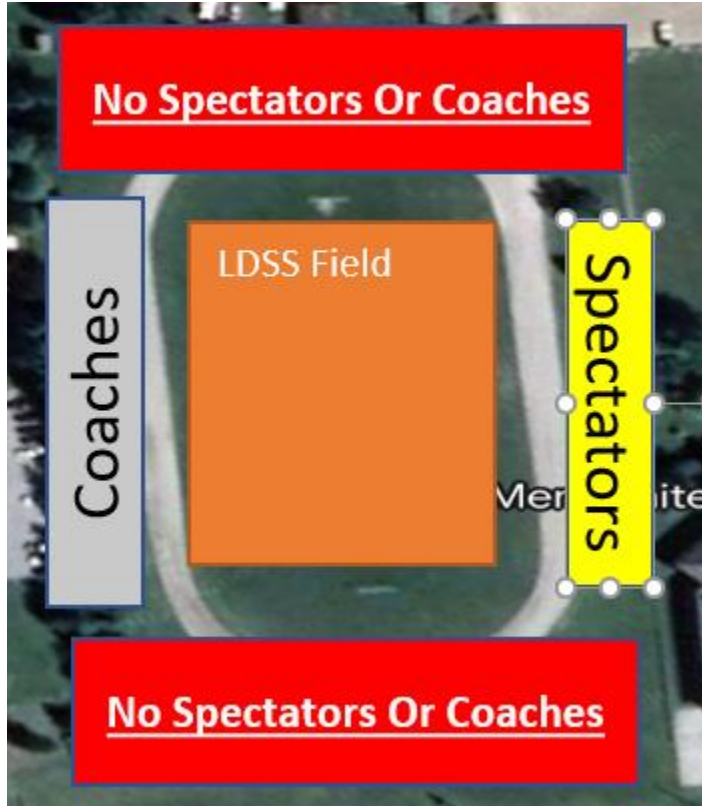 No Spectators Or Coaches
LDSS Field
Coaches
Spectators
No Spectators Or Coaches